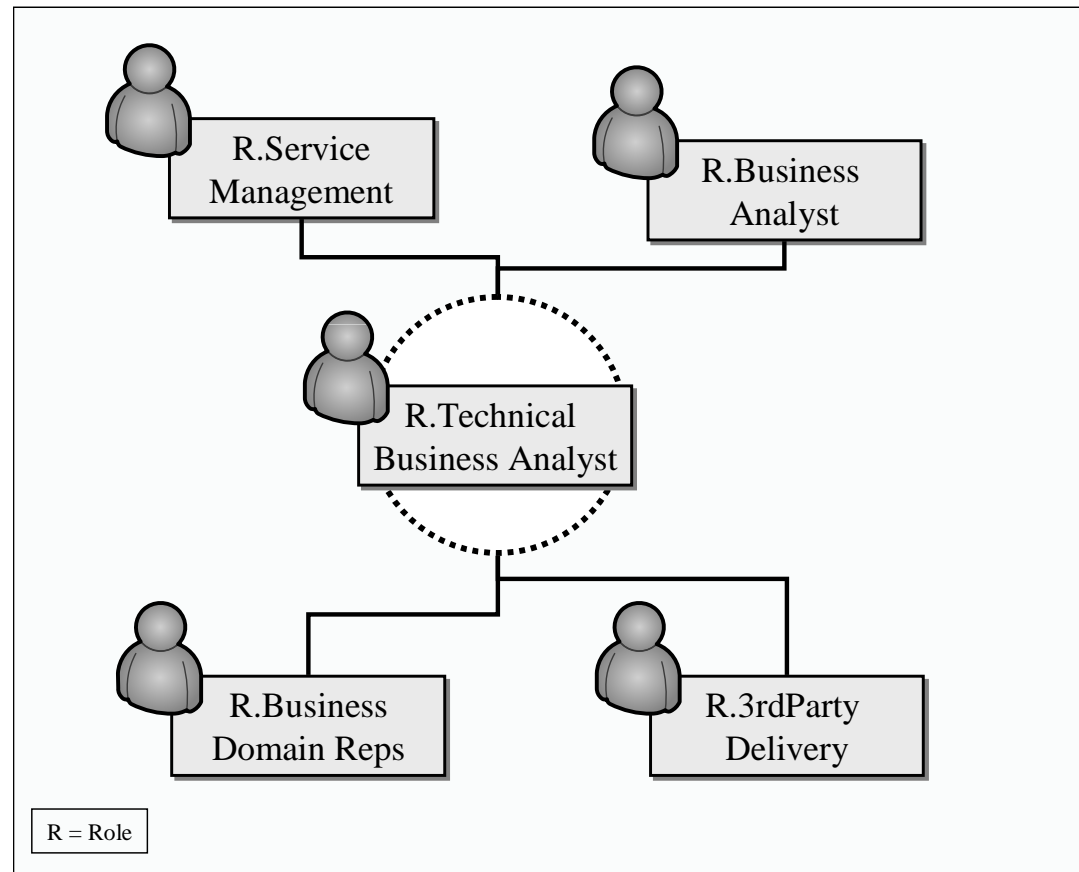 R.Service
Management
R.Business
Analyst
R.Technical
Business Analyst
R.Business
Domain Reps
R.3rdParty
Delivery
R = Role